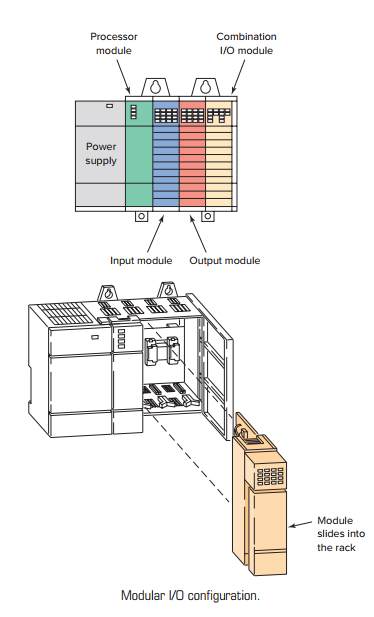 Processor
module
Combination
I/O module
Power
supply
Input module
Output module
Module
slides into
the rack
Modular I/O configuration.